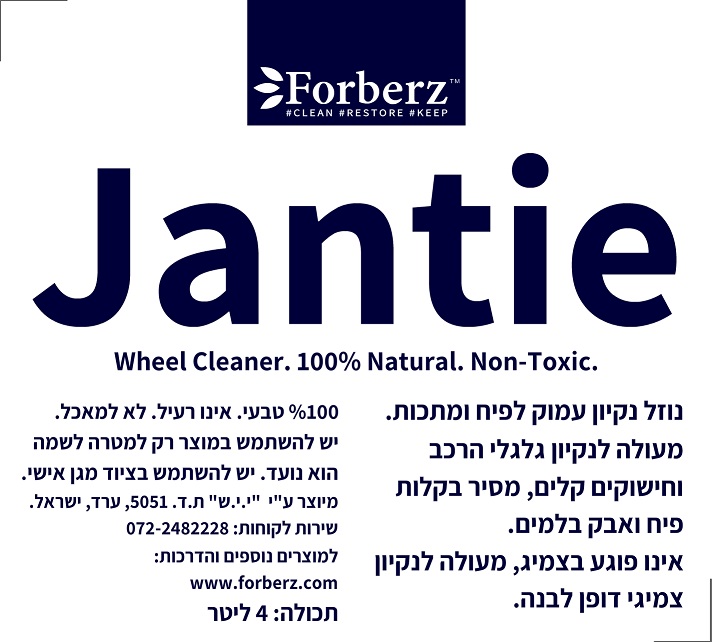 Forberz™
#CLEAN #RESTORE #KEEP
Jantie
Wheel Cleaner. 100% Natural. Non-Toxic.
נוזל נקיון עמוק לפיח ומתכות.
מעולה לנקיון גלגלי הרכב
וחישוקים קלים, מסיר בקלות
פיח ואבק בלמים.
אינו פוגע בצמיג, מעולה לנקיון
צמיגי דופן לבנה.
100% טבעי. אינו רעיל. לא למאכל.
יש להשתמש במוצר רק למטרה לשמה
הוא נועד. יש להשתמש בציוד מגן אישי.
מיוצר ע"י "י.י.ש" ת.ד. 5051, ערד, ישראל.
שירות לקוחות: 072-2482228
למוצרים נוספים והדרכות:
www.forberz.com
תכולה: 4 ליטר